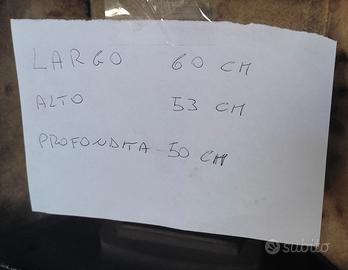 LARGO 60 CM
ALTO 53 CM
PROFONDITA 50 CM
subito